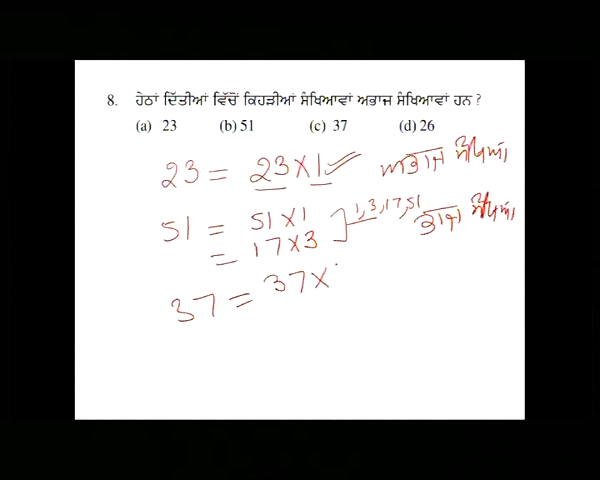 8. ਹੇਠਾਂ ਦਿੱਤੀਆਂ ਵਿੱਚੋਂ ਕਿਹੜੀਆਂ ਸੰਖਿਆਵਾਂ ਅਭਾਜ ਸੰਖਿਆਵਾਂ ਹਨ ?
(a) 23 (b) 51 (c) 37 (d) 26
23 = 23 × 1 ✓ ਅਭਾਜ ਸੰਖਿਆ
51 = 51 × 1 ] 1, 3, 17, 51 ਭਾਜ ਸੰਖਿਆ
= 17 × 3
37 = 37 ×